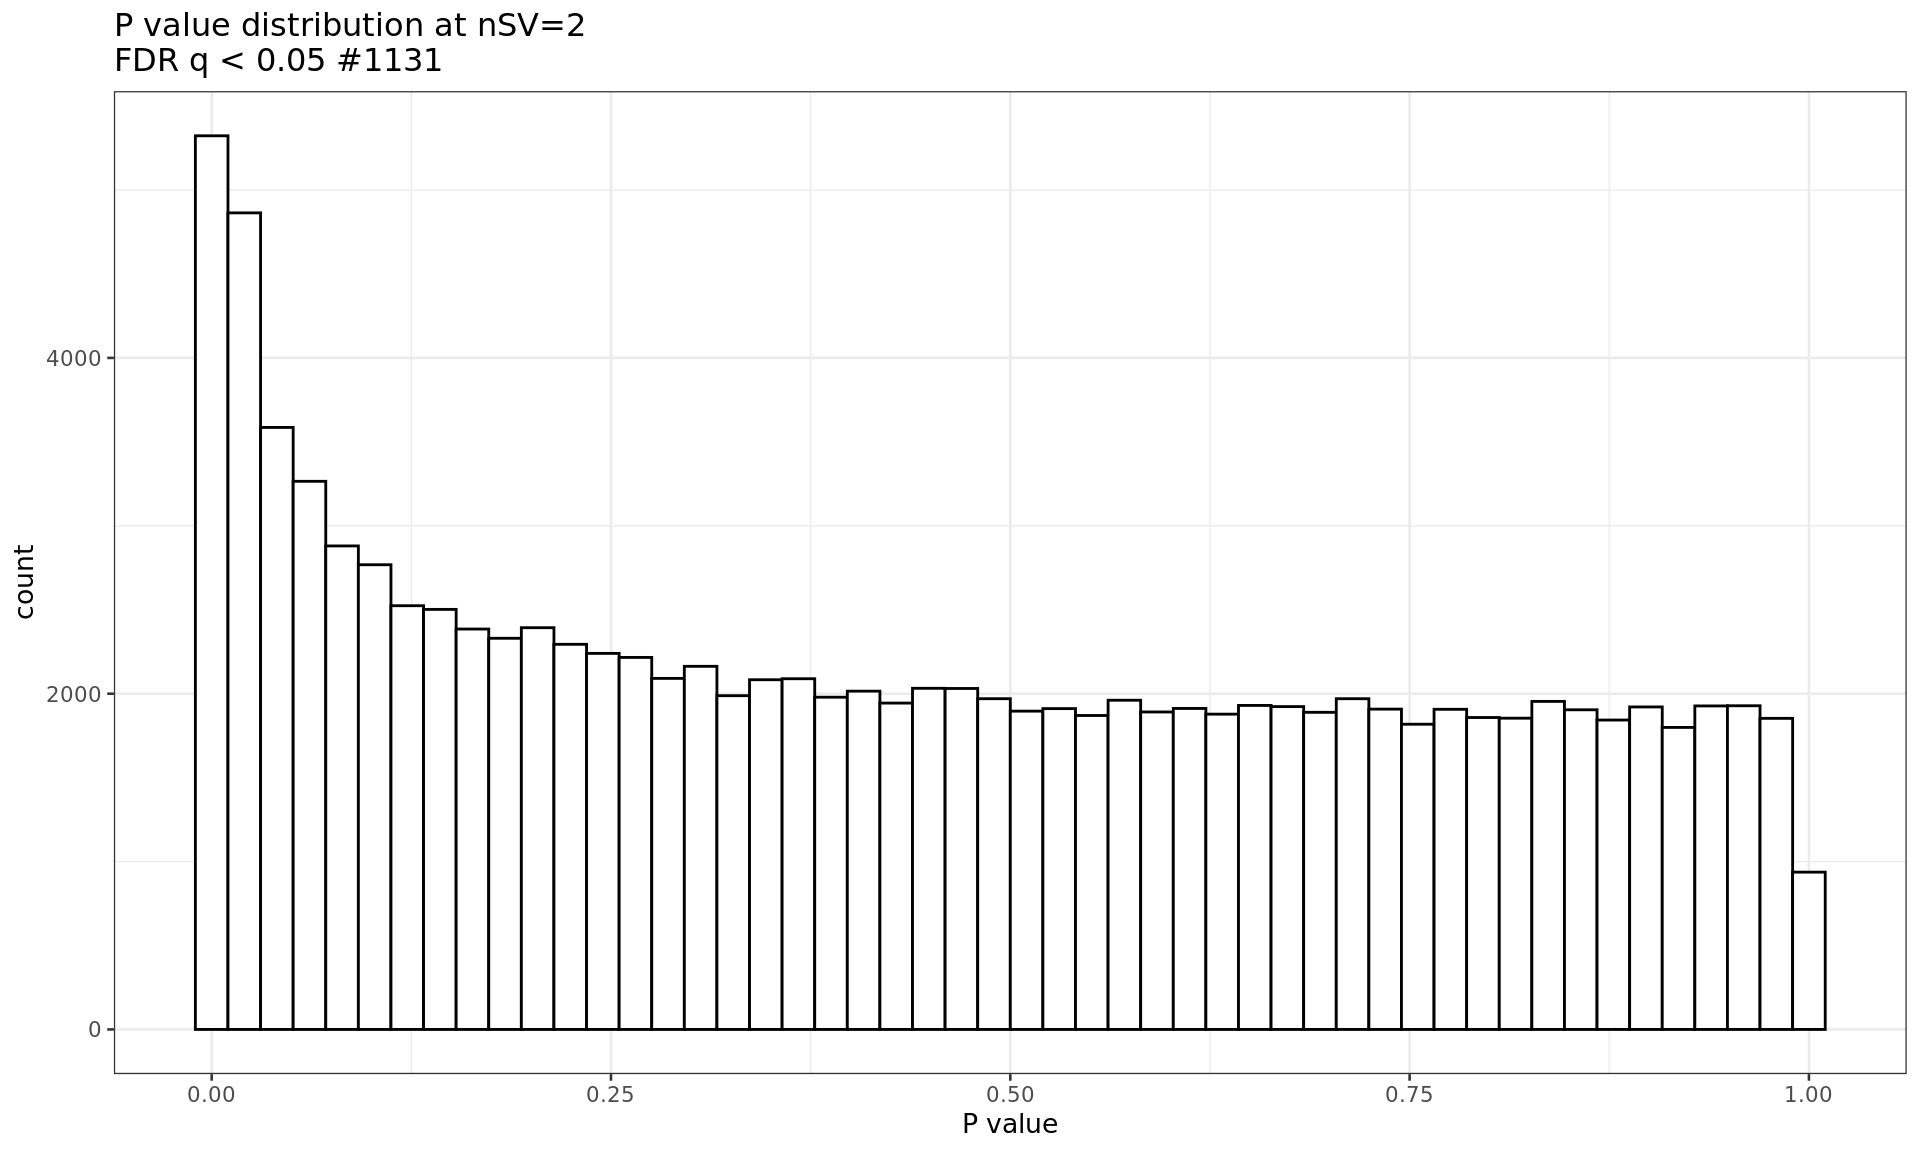 P value distribution at nSV=2
FDR q < 0.05 #1131
count
4000
2000
0
0.00 0.25 0.50 0.75 1.00
P value